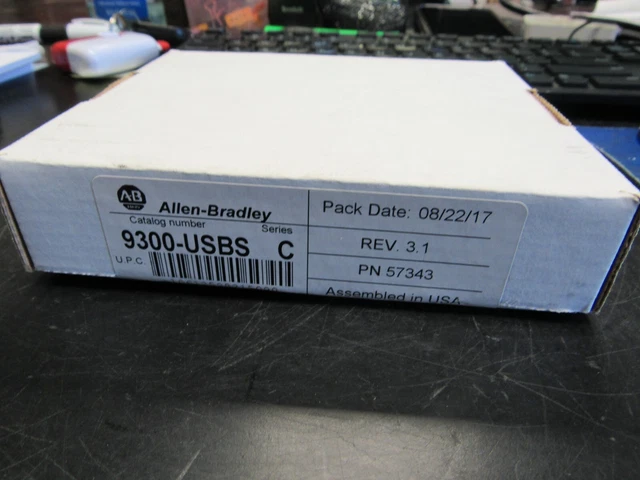 AB
Allen-Bradley
Catalog number
Series
9300-USBS C
U.P.C
Pack Date: 08/22/17
REV. 3.1
PN 57343
Assembled in USA